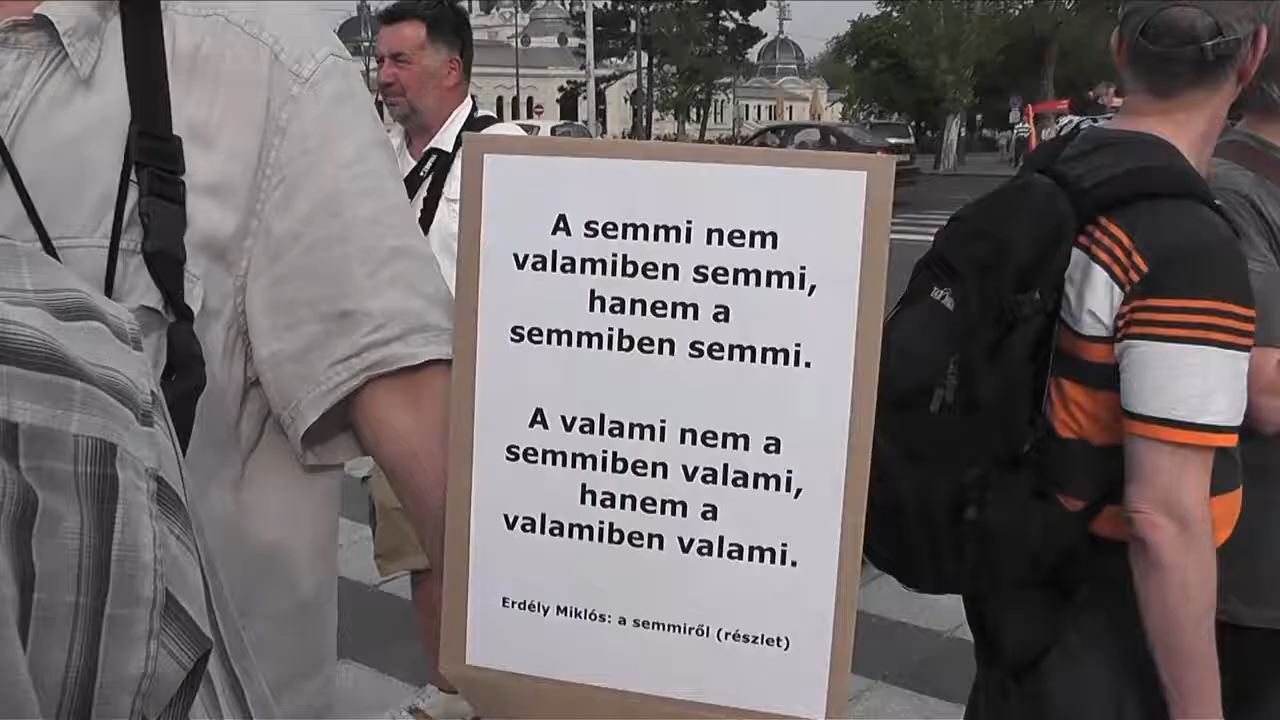 A semmi nem
valamiben semmi,
hanem a
semmiben semmi.
A valami nem a
semmiben valami,
hanem a
valamiben valami.
Erdély Miklós: a semmiről (részlet)